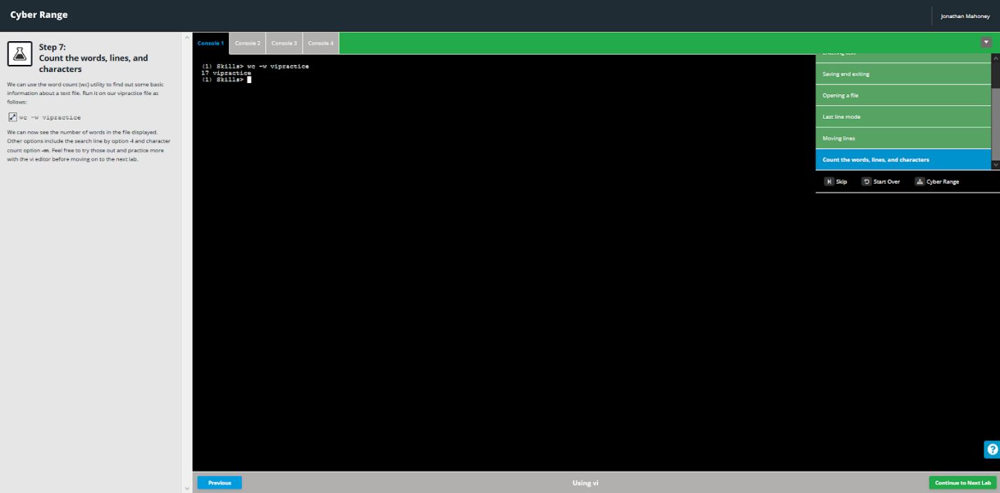 Cyber Range
Jonathan Mahoney
Step 7:
Count the words, lines, and
characters
We can use the word count (wc) utility to find out some basic
information about a text file. Run it on our vipractice file as
follows:
wc -w vipractice
We can now see the number of words in the file displayed.
Other options include the search line by option -l and character
count option -m. Feel free to try those out and practice more
with the vi editor before moving on to the next lab.
Console 1
Console 2
Console 3
Console 4
(1) Skills> wc -w vipractice
17 vipractice
(1) Skills>
Saving end exiting
Opening a file
Last line mode
Moving lines
Count the words, lines, and characters
Skip
Start Over
Cyber Range
?
Previous
Using vi
Continue to Next Lab